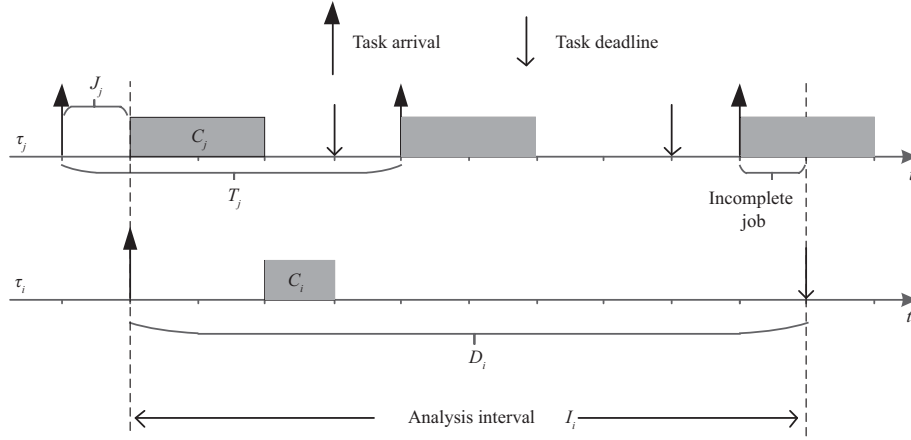 Task arrival
Task deadline
J_j
τ_j
C_j
t
T_j
Incomplete
job
τ_i
C_i
t
D_i
Analysis interval I_i